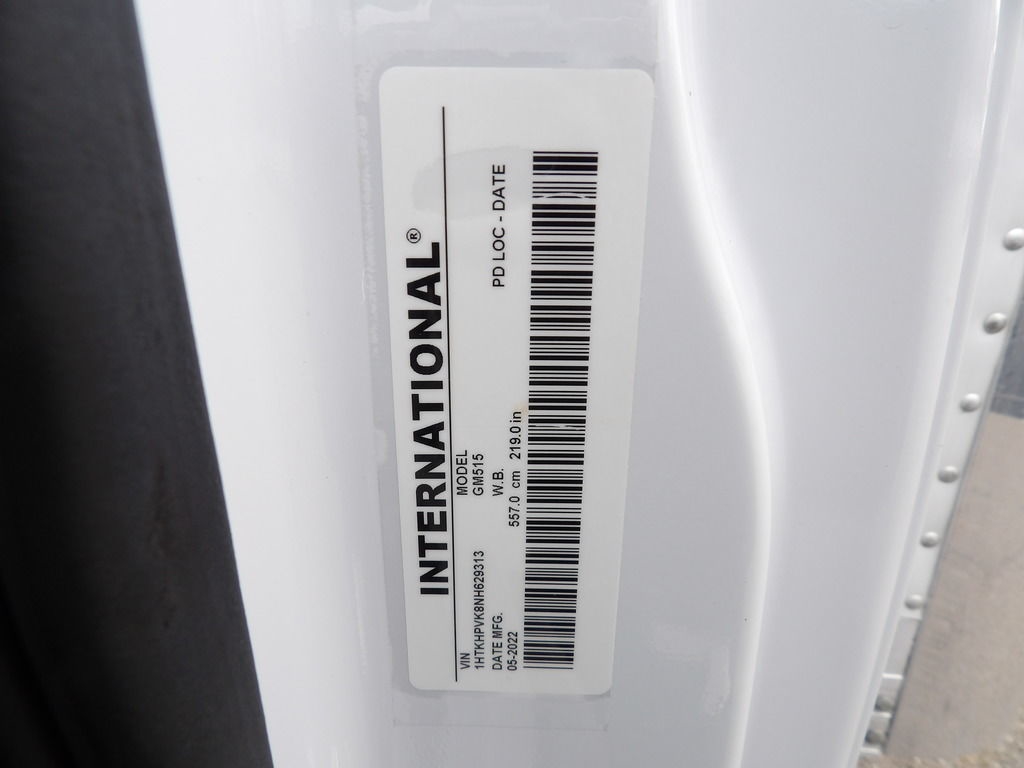 INTERNATIONAL®
VIN MODEL
1HTKHPVK8NH629313 GM515
DATE MFG. W.B. PD LOC - DATE
05-2022 557.0 cm 219.0 in